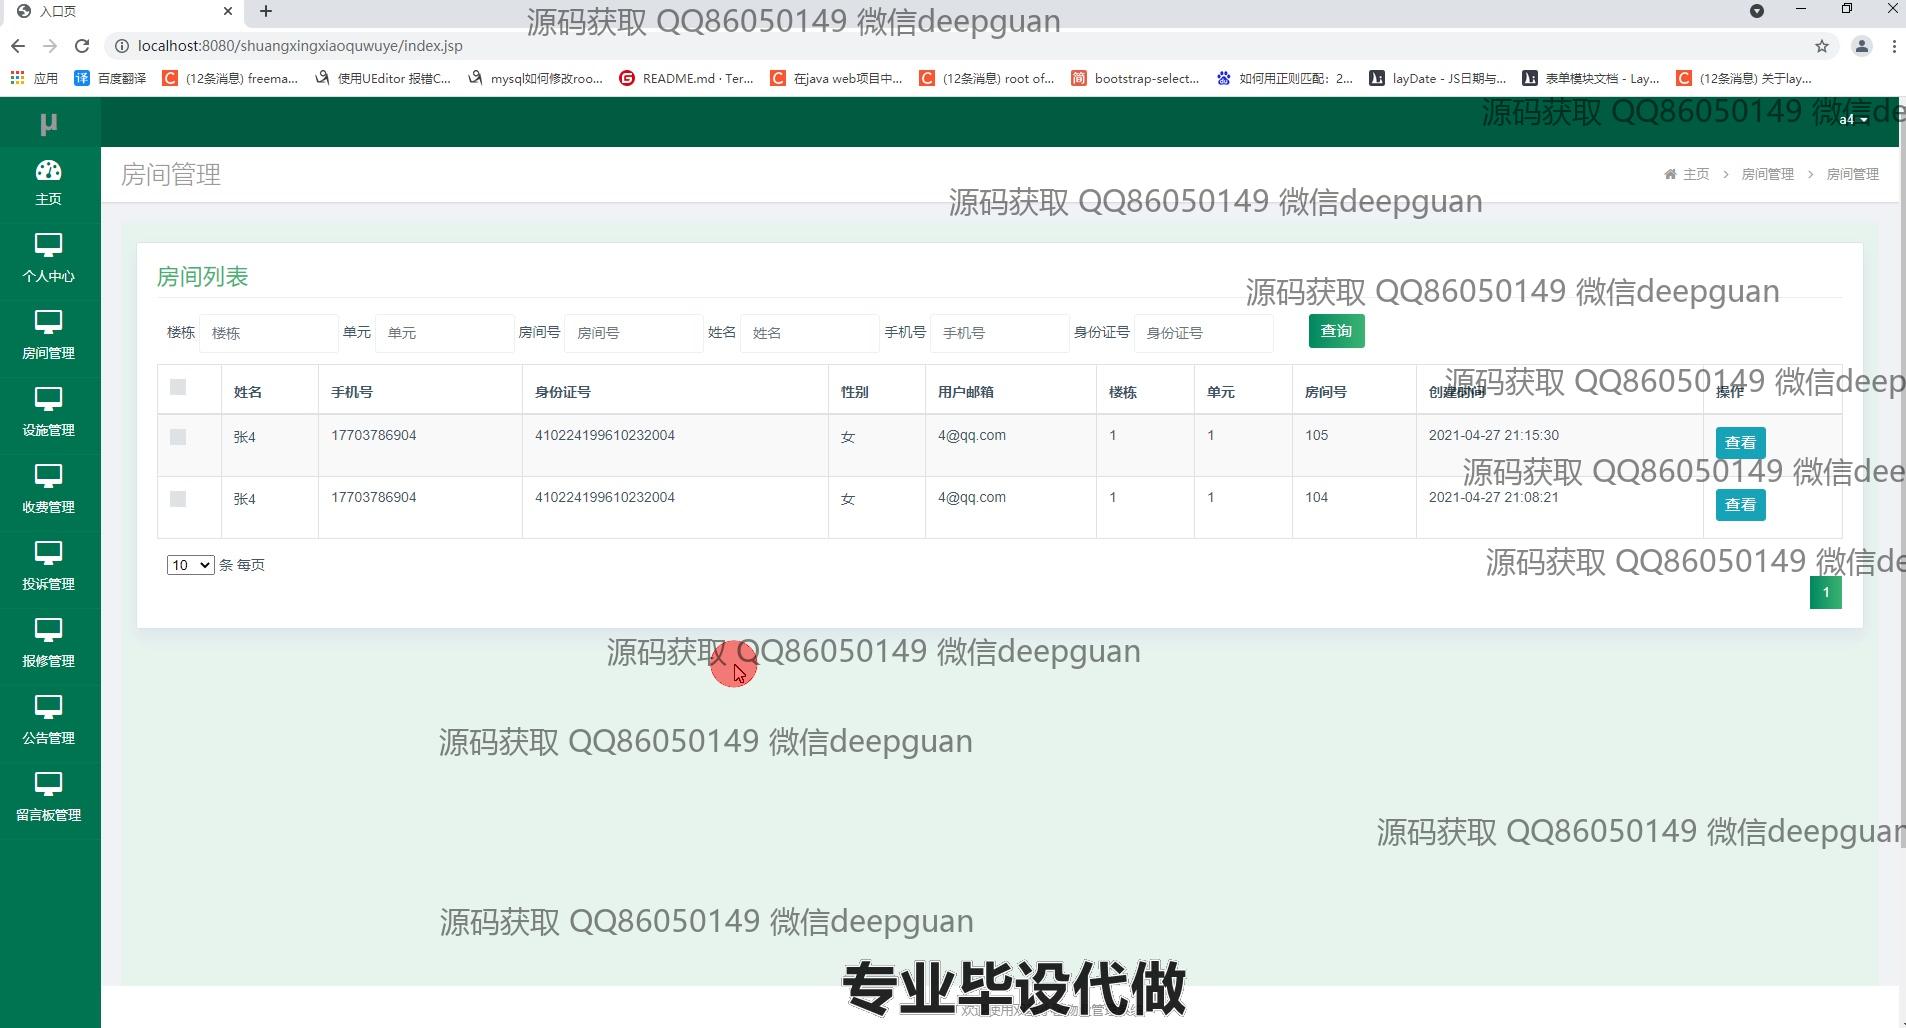 入口页
源码获取 QQ86050149 微信deepguan
localhost:8080/shuangxingxiaoquwuye/index.jsp
应用 百度翻译 (12条消息) freema... 使用UEditor 报错C... mysql如何修改roo... README.md · Ter... 在java web项目中... (12条消息) root of... bootstrap-select... 如何用正则匹配：2... layDate - JS日期与... 表单模块文档 - Lay... (12条消息) 关于lay...
源码获取 QQ86050149 微信dee
µ
a4
主页
房间管理
主页 > 房间管理 > 房间管理
源码获取 QQ86050149 微信deepguan
个人中心
房间列表
源码获取 QQ86050149 微信deepguan
房间管理
楼栋 楼栋 单元 单元 房间号 房间号 姓名 姓名 手机号 手机号 身份证号 身份证号 查询
源码获取 QQ86050149 微信deep
姓名 手机号 身份证号 性别 用户邮箱 楼栋 单元 房间号 创建时间 操作
设施管理
张4 17703786904 410224199610232004 女 4@qq.com 1 1 105 2021-04-27 21:15:30 查看
源码获取 QQ86050149 微信dee
收费管理
张4 17703786904 410224199610232004 女 4@qq.com 1 1 104 2021-04-27 21:08:21 查看
10 条 每页
源码获取 QQ86050149 微信de
投诉管理
1
源码获取 QQ86050149 微信deepguan
报修管理
公告管理
源码获取 QQ86050149 微信deepguan
留言板管理
源码获取 QQ86050149 微信deepguan
源码获取 QQ86050149 微信deepguan
专业毕设代做